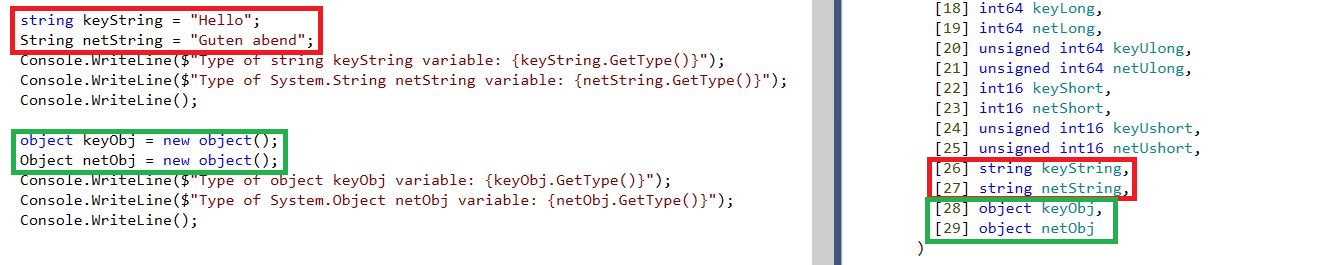 string keyString = "Hello";
String netString = "Guten abend";
Console.WriteLine($"Type of string keyString variable: {keyString.GetType()}");
Console.WriteLine($"Type of System.String netString variable: {netString.GetType()}");
Console.WriteLine();
object keyObj = new object();
Object netObj = new object();
Console.WriteLine($"Type of object keyObj variable: {keyObj.GetType()}");
Console.WriteLine($"Type of System.Object netObj variable: {netObj.GetType()}");
Console.WriteLine();
[18] int64 keyLong,
[19] int64 netLong,
[20] unsigned int64 keyUlong,
[21] unsigned int64 netUlong,
[22] int16 keyShort,
[23] int16 netShort,
[24] unsigned int16 keyUshort,
[25] unsigned int16 netUshort,
[26] string keyString,
[27] string netString,
[28] object keyObj,
[29] object netObj
)